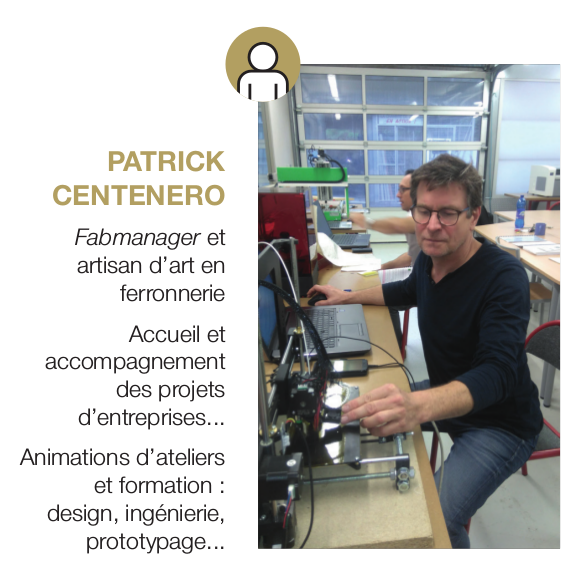 PATRICK
CENTENERO
Fabmanager et
artisan d’art en
ferronnerie
Accueil et
accompagnement
des projets
d’entreprises...
Animations d’ateliers
et formation :
design, ingénierie,
prototypage...